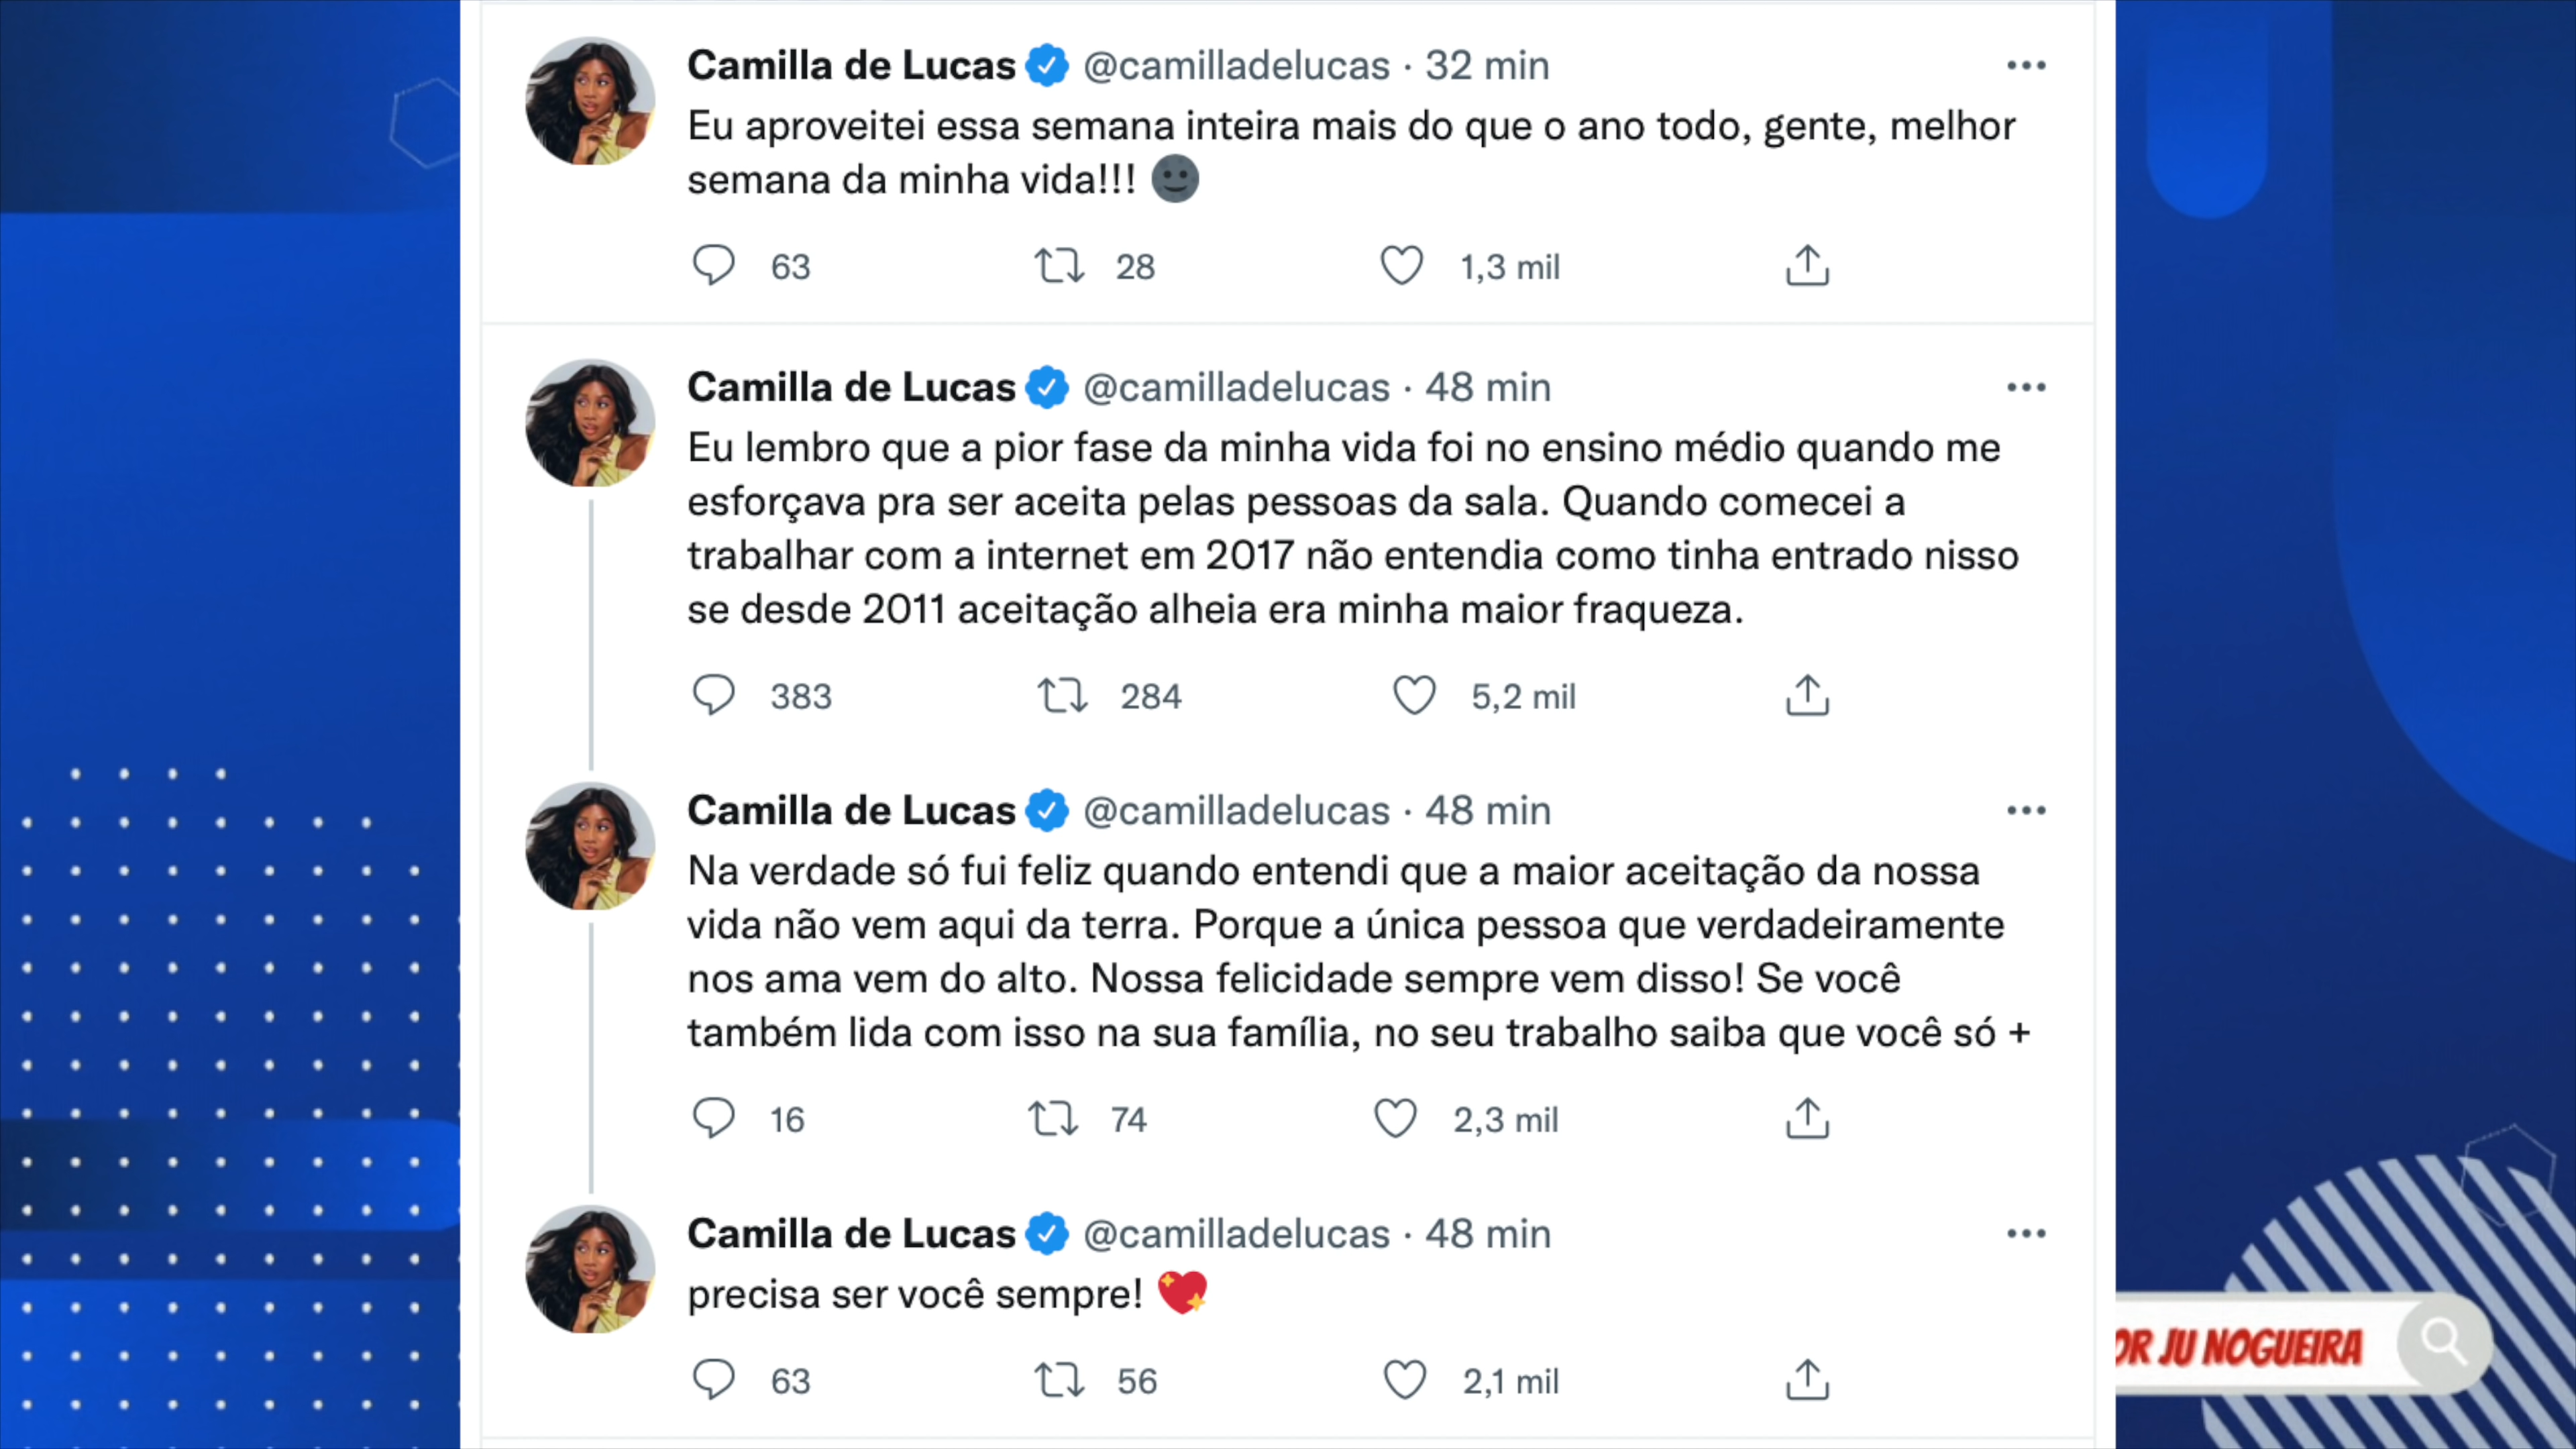 Camilla de Lucas @camilladelucas · 32 min
Eu aproveitei essa semana inteira mais do que o ano todo, gente, melhor
semana da minha vida!!! 🌚
63 28 1,3 mil
Camilla de Lucas @camilladelucas · 48 min
Eu lembro que a pior fase da minha vida foi no ensino médio quando me
esforçava pra ser aceita pelas pessoas da sala. Quando comecei a
trabalhar com a internet em 2017 não entendia como tinha entrado nisso
se desde 2011 aceitação alheia era minha maior fraqueza.
383 284 5,2 mil
Camilla de Lucas @camilladelucas · 48 min
Na verdade só fui feliz quando entendi que a maior aceitação da nossa
vida não vem aqui da terra. Porque a única pessoa que verdadeiramente
nos ama vem do alto. Nossa felicidade sempre vem disso! Se você
também lida com isso na sua família, no seu trabalho saiba que você só +
16 74 2,3 mil
Camilla de Lucas @camilladelucas · 48 min
precisa ser você sempre! 💖
63 56 2,1 mil
OR JU NOGUEIRA